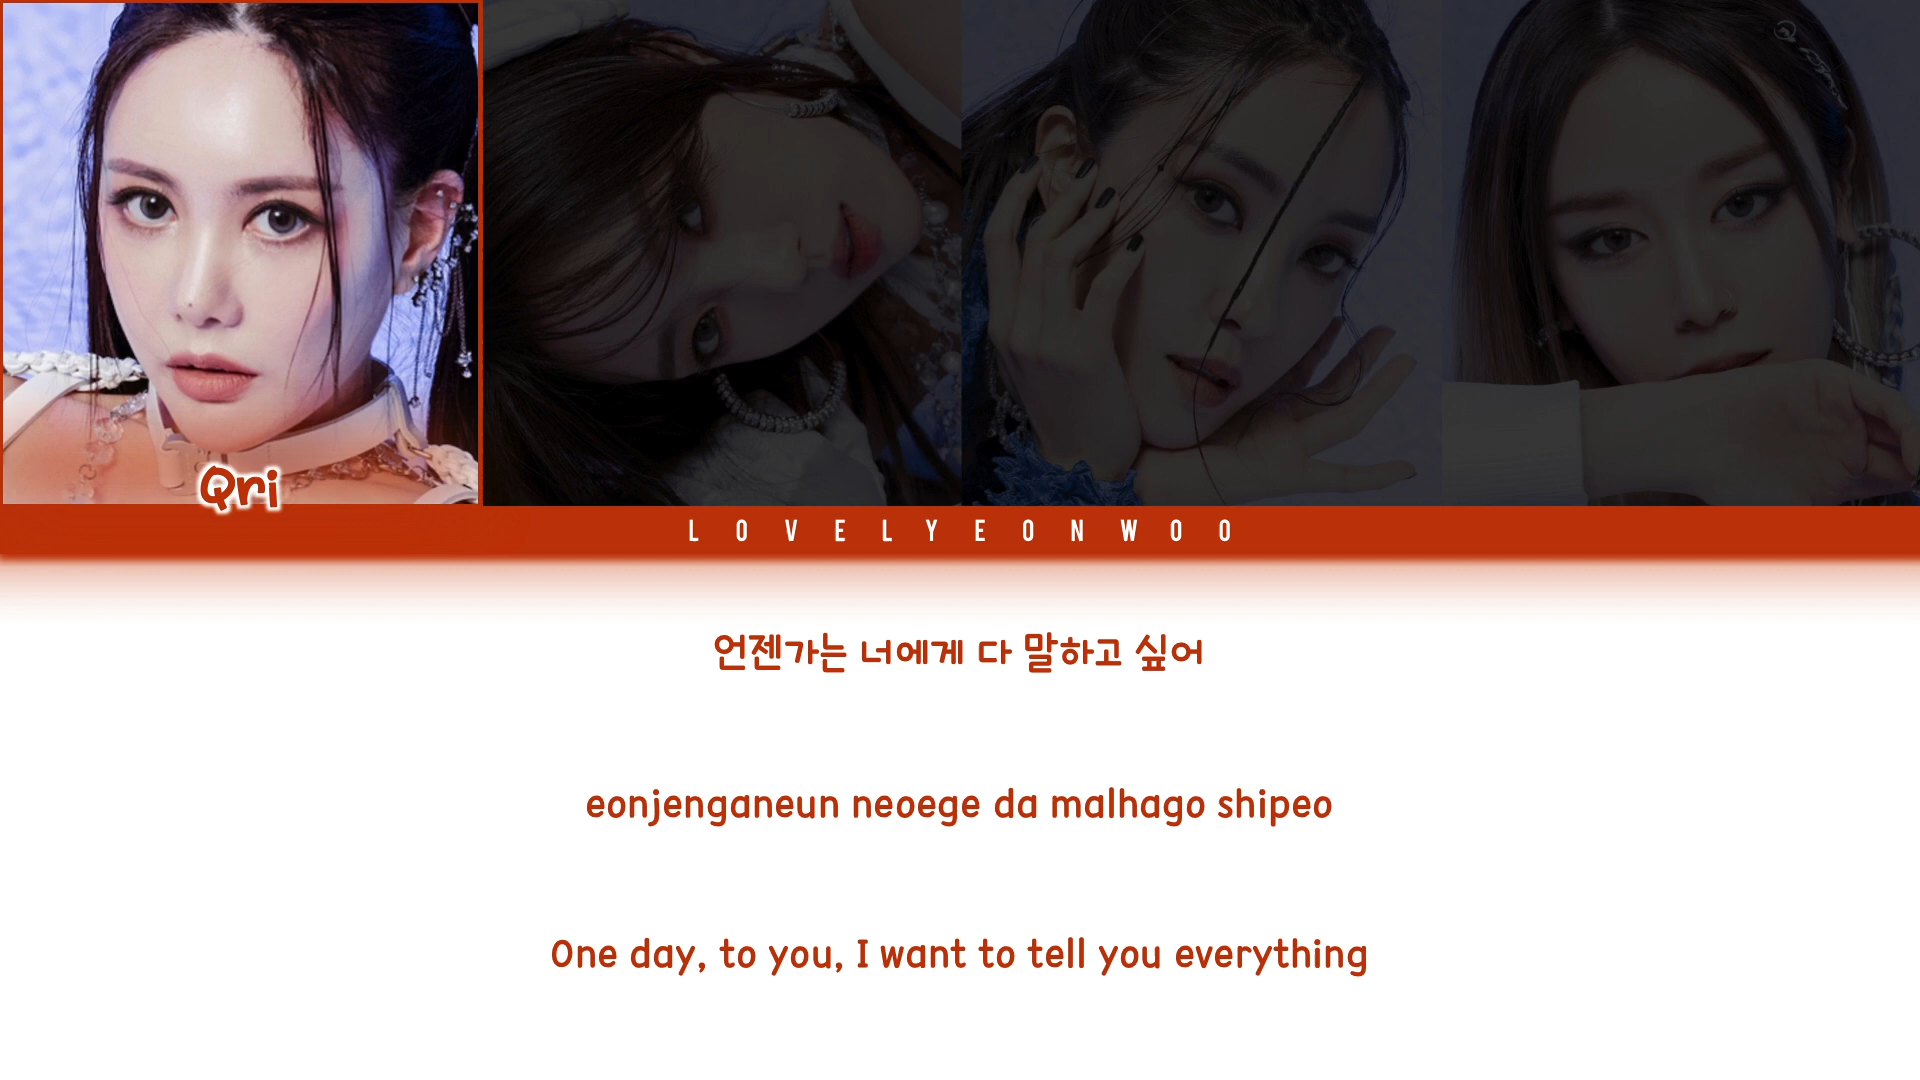 Qri
LOVELYEONWOO
언젠가는 너에게 다 말하고 싶어
eonjenganeun neoege da malhago shipeo
One day, to you, I want to tell you everything